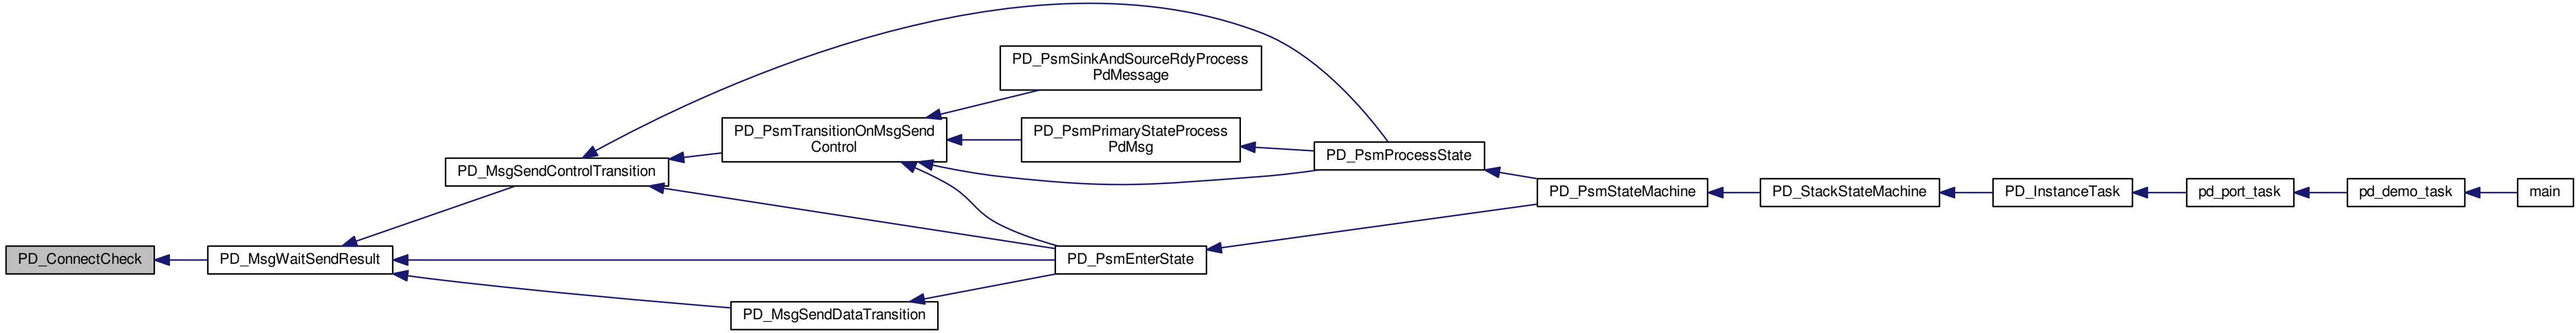 PD_ConnectCheck
PD_MsgWaitSendResult
PD_MsgSendControlTransition
PD_MsgSendDataTransition
PD_PsmTransitionOnMsgSend
Control
PD_PsmSinkAndSourceRdyProcess
PdMessage
PD_PsmPrimaryStateProcess
PdMsg
PD_PsmEnterState
PD_PsmProcessState
PD_PsmStateMachine
PD_StackStateMachine
PD_InstanceTask
pd_port_task
pd_demo_task
main